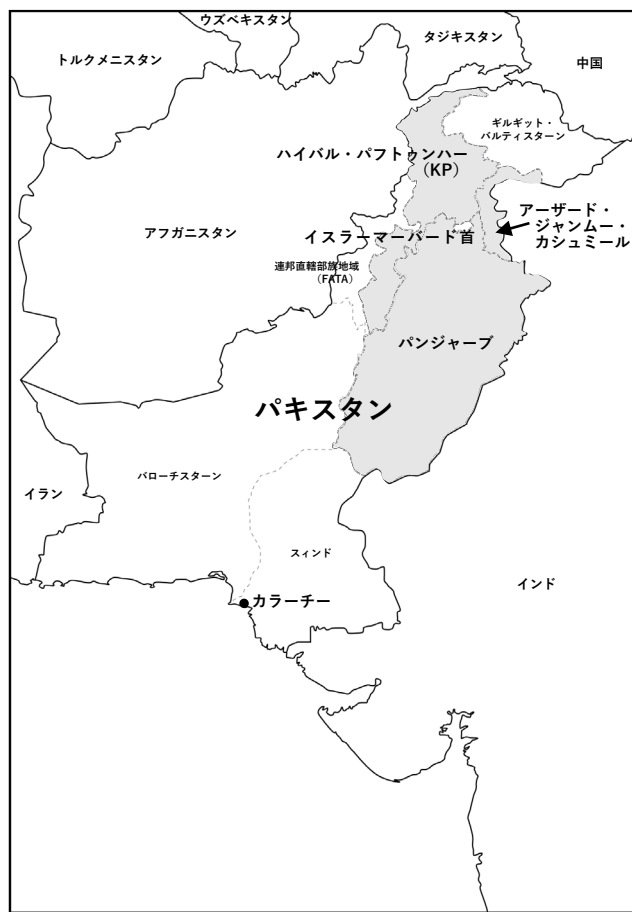 ウズベキスタン
タジキスタン
トルクメニスタン
中国
ギルギット・
バルティスターン
ハイバル・パフトゥンハー
（KP）
アーザード・
ジャンムー・
カシュミール
アフガニスタン
イスラーマーバード首
連邦直轄部族地域
（FATA）
パンジャーブ
パキスタン
バローチスターン
イラン
スィンド
インド
カラーチー